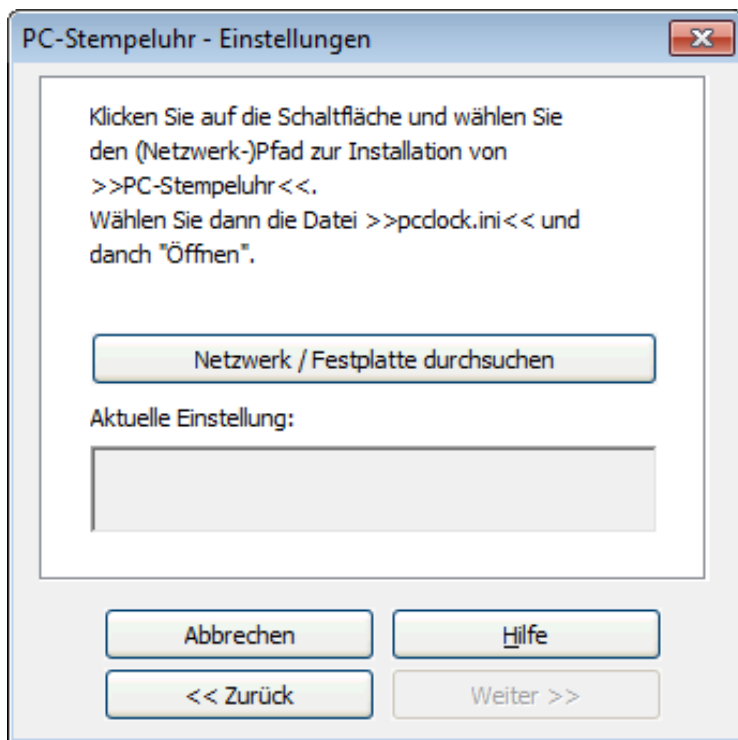 PC-Stempeluhr - Einstellungen
Klicken Sie auf die Schaltfläche und wählen Sie
den (Netzwerk-)Pfad zur Installation von
>>PC-Stempeluhr<<.
Wählen Sie dann die Datei >>pcclock.ini<< und
danch "Öffnen".
Netzwerk / Festplatte durchsuchen
Aktuelle Einstellung:
Abbrechen
Hilfe
<< Zurück
Weiter >>